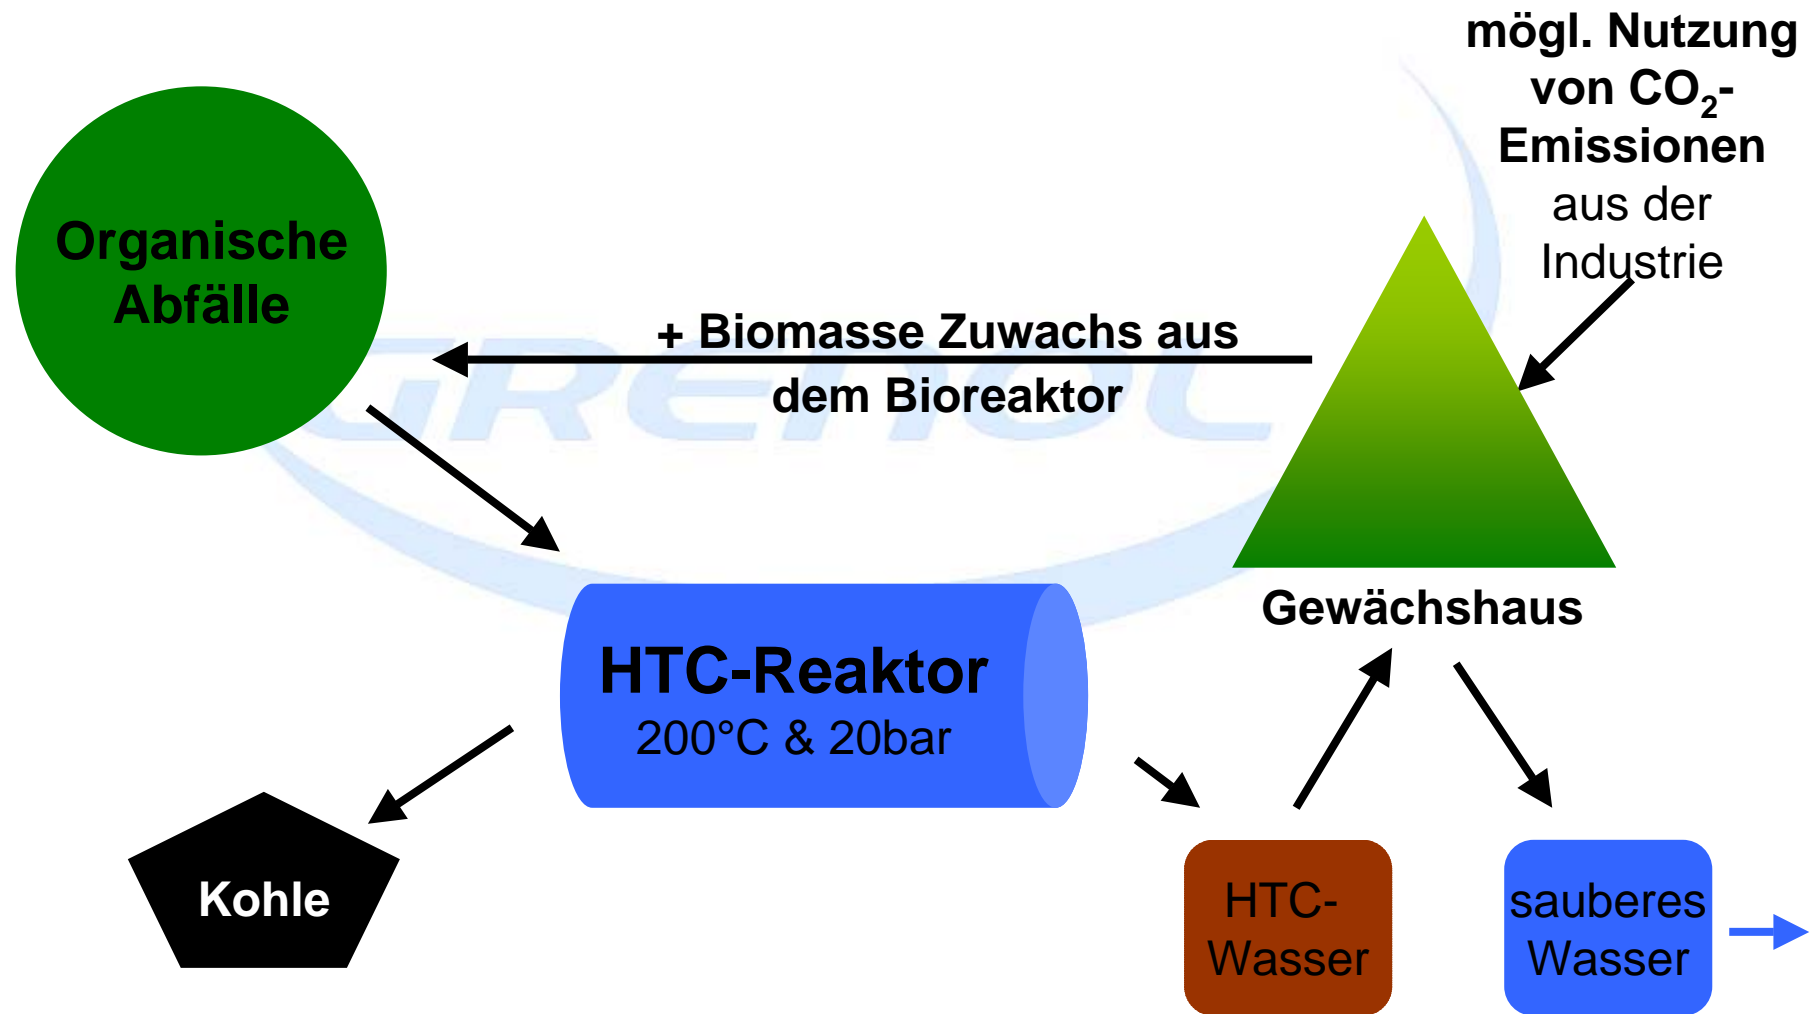 mögl. Nutzung
von CO₂-
Emissionen
aus der
Industrie
Organische
Abfälle
+ Biomasse Zuwachs aus
dem Bioreaktor
GRENOL
Gewächshaus
HTC-Reaktor
200°C & 20bar
Kohle
HTC-
Wasser
sauberes
Wasser